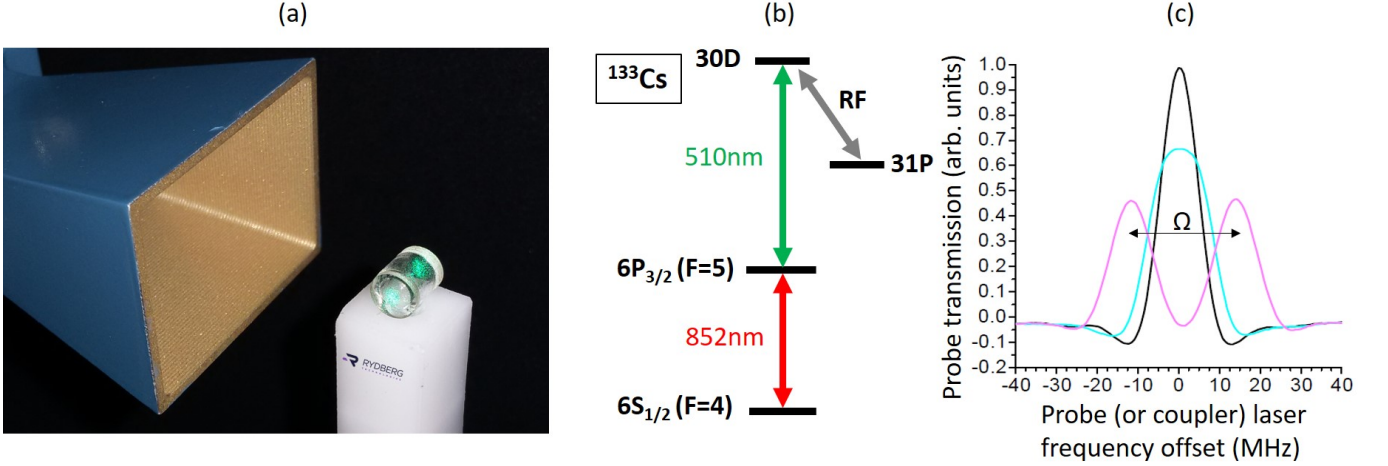 (a)
RYDBERG
TECHNOLOGIES
(b)
¹³³Cs
30D
RF
510nm
31P
6P3/2 (F=5)
852nm
6S1/2 (F=4)
(c)
Probe transmission (arb. units)
1.0
0.9
0.8
0.7
0.6
0.5
0.4
0.3
0.2
0.1
0.0
-0.1
-0.2
Ω
-40 -30 -20 -10 0 10 20 30 40
Probe (or coupler) laser
frequency offset (MHz)